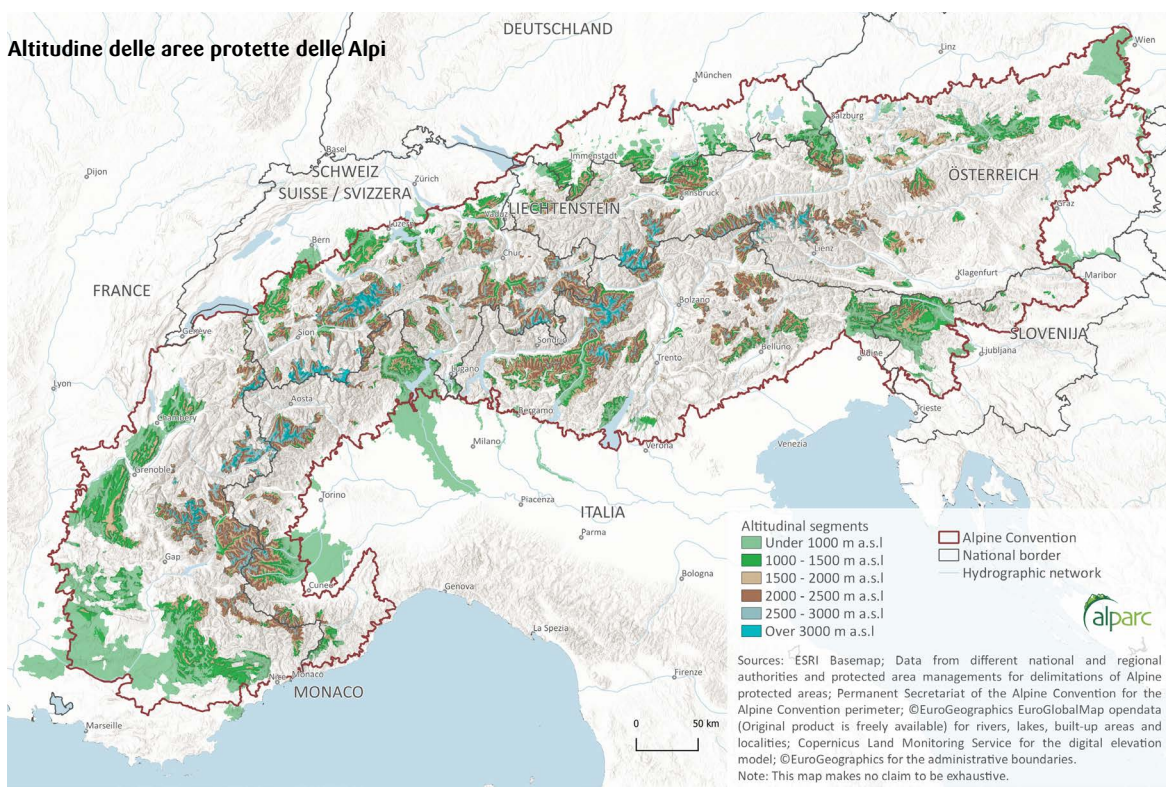 Altitudine delle aree protette delle Alpi
DEUTSCHLAND
Wien
Linz
München
Salzburg
Basel
Dijon
Immenstadt
SCHWEIZ
Zürich
SUISSE / SVIZZERA
ÖSTERREICH
Innsbruck
LIECHTENSTEIN
Vaduz
Graz
Luzern
Bern
Chur
Lienz
Klagenfurt
Maribor
FRANCE
Bolzano
Genève
Sion
Sondrio
SLOVENIJA
Belluno
Ljubljana
Udine
Trento
Lugano
Lyon
Aosta
Trieste
Bergamo
Chambéry
Milano
Verona
Venezia
Grenoble
Torino
Piacenza
ITALIA
Parma
Gap
Cuneo
Genova
Bologna
La Spezia
Nice
Monaco
MONACO
Firenze
Marseille
Altitudinal segments
Under 1000 m a.s.l
1000 - 1500 m a.s.l
1500 - 2000 m a.s.l
2000 - 2500 m a.s.l
2500 - 3000 m a.s.l
Over 3000 m a.s.l
Alpine Convention
National border
Hydrographic network
alparc
0 50 km
Sources: ESRI Basemap; Data from different national and regional
authorities and protected area managements for delimitations of Alpine
protected areas; Permanent Secretariat of the Alpine Convention for the
Alpine Convention perimeter; ©EuroGeographics EuroGlobalMap opendata
(Original product is freely available) for rivers, lakes, built-up areas and
localities; Copernicus Land Monitoring Service for the digital elevation
model; ©EuroGeographics for the administrative boundaries.
Note: This map makes no claim to be exhaustive.